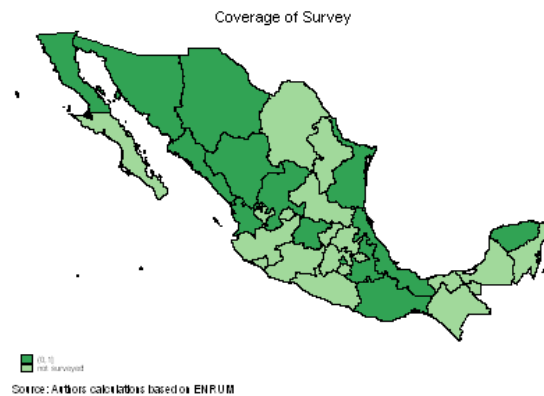 Coverage of Survey
(0,1)
not surveyed
Source: Authors calculations based on ENRUM